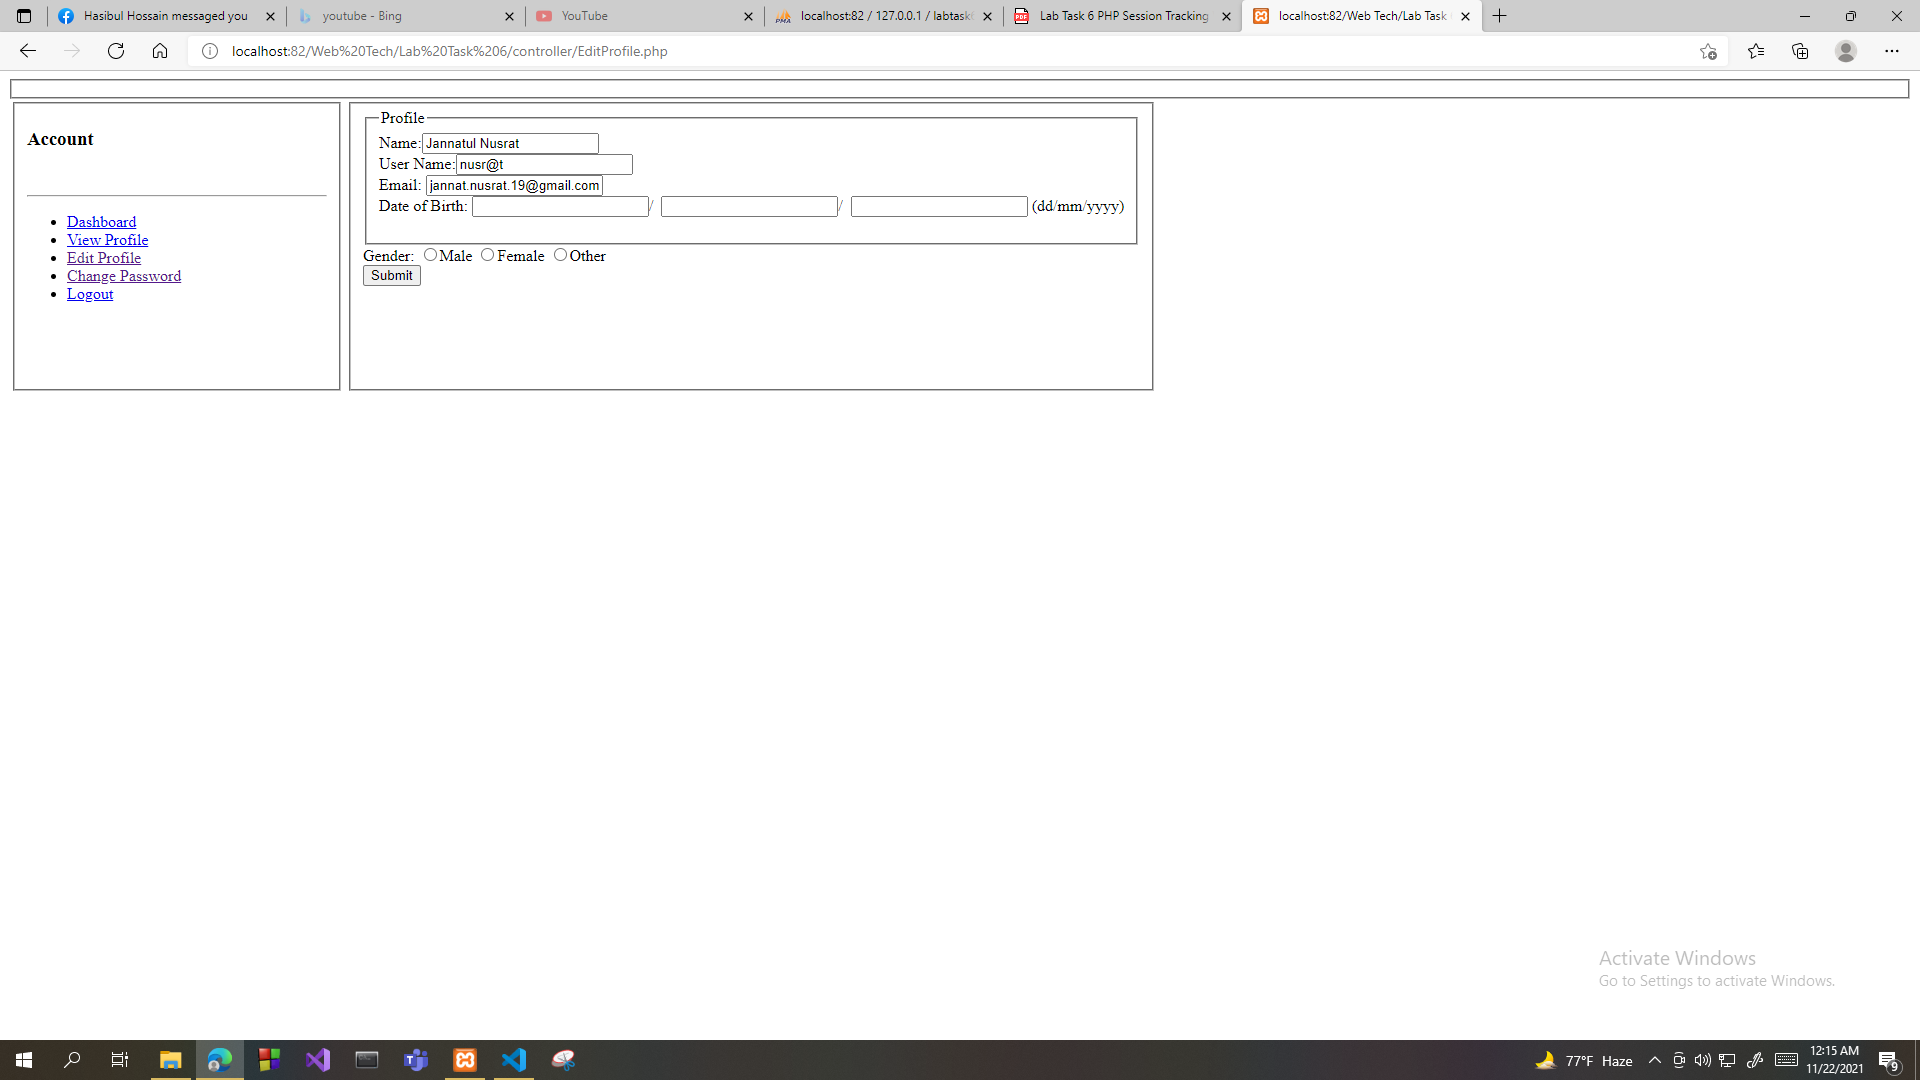 Hasibul Hossain messaged you
youtube - Bing
YouTube
localhost:82 / 127.0.0.1 / labtask6
Lab Task 6 PHP Session Tracking
localhost:82/Web Tech/Lab Task
localhost:82/Web%20Tech/Lab%20Task%206/controller/EditProfile.php
Account
Dashboard
View Profile
Edit Profile
Change Password
Logout
Profile
Name: Jannatul Nusrat
User Name: nusr@t
Email: jannat.nusrat.19@gmail.com
Date of Birth: / / (dd/mm/yyyy)
Gender: Male Female Other
Submit
Activate Windows
Go to Settings to activate Windows.
77°F Haze
12:15 AM
11/22/2021
9